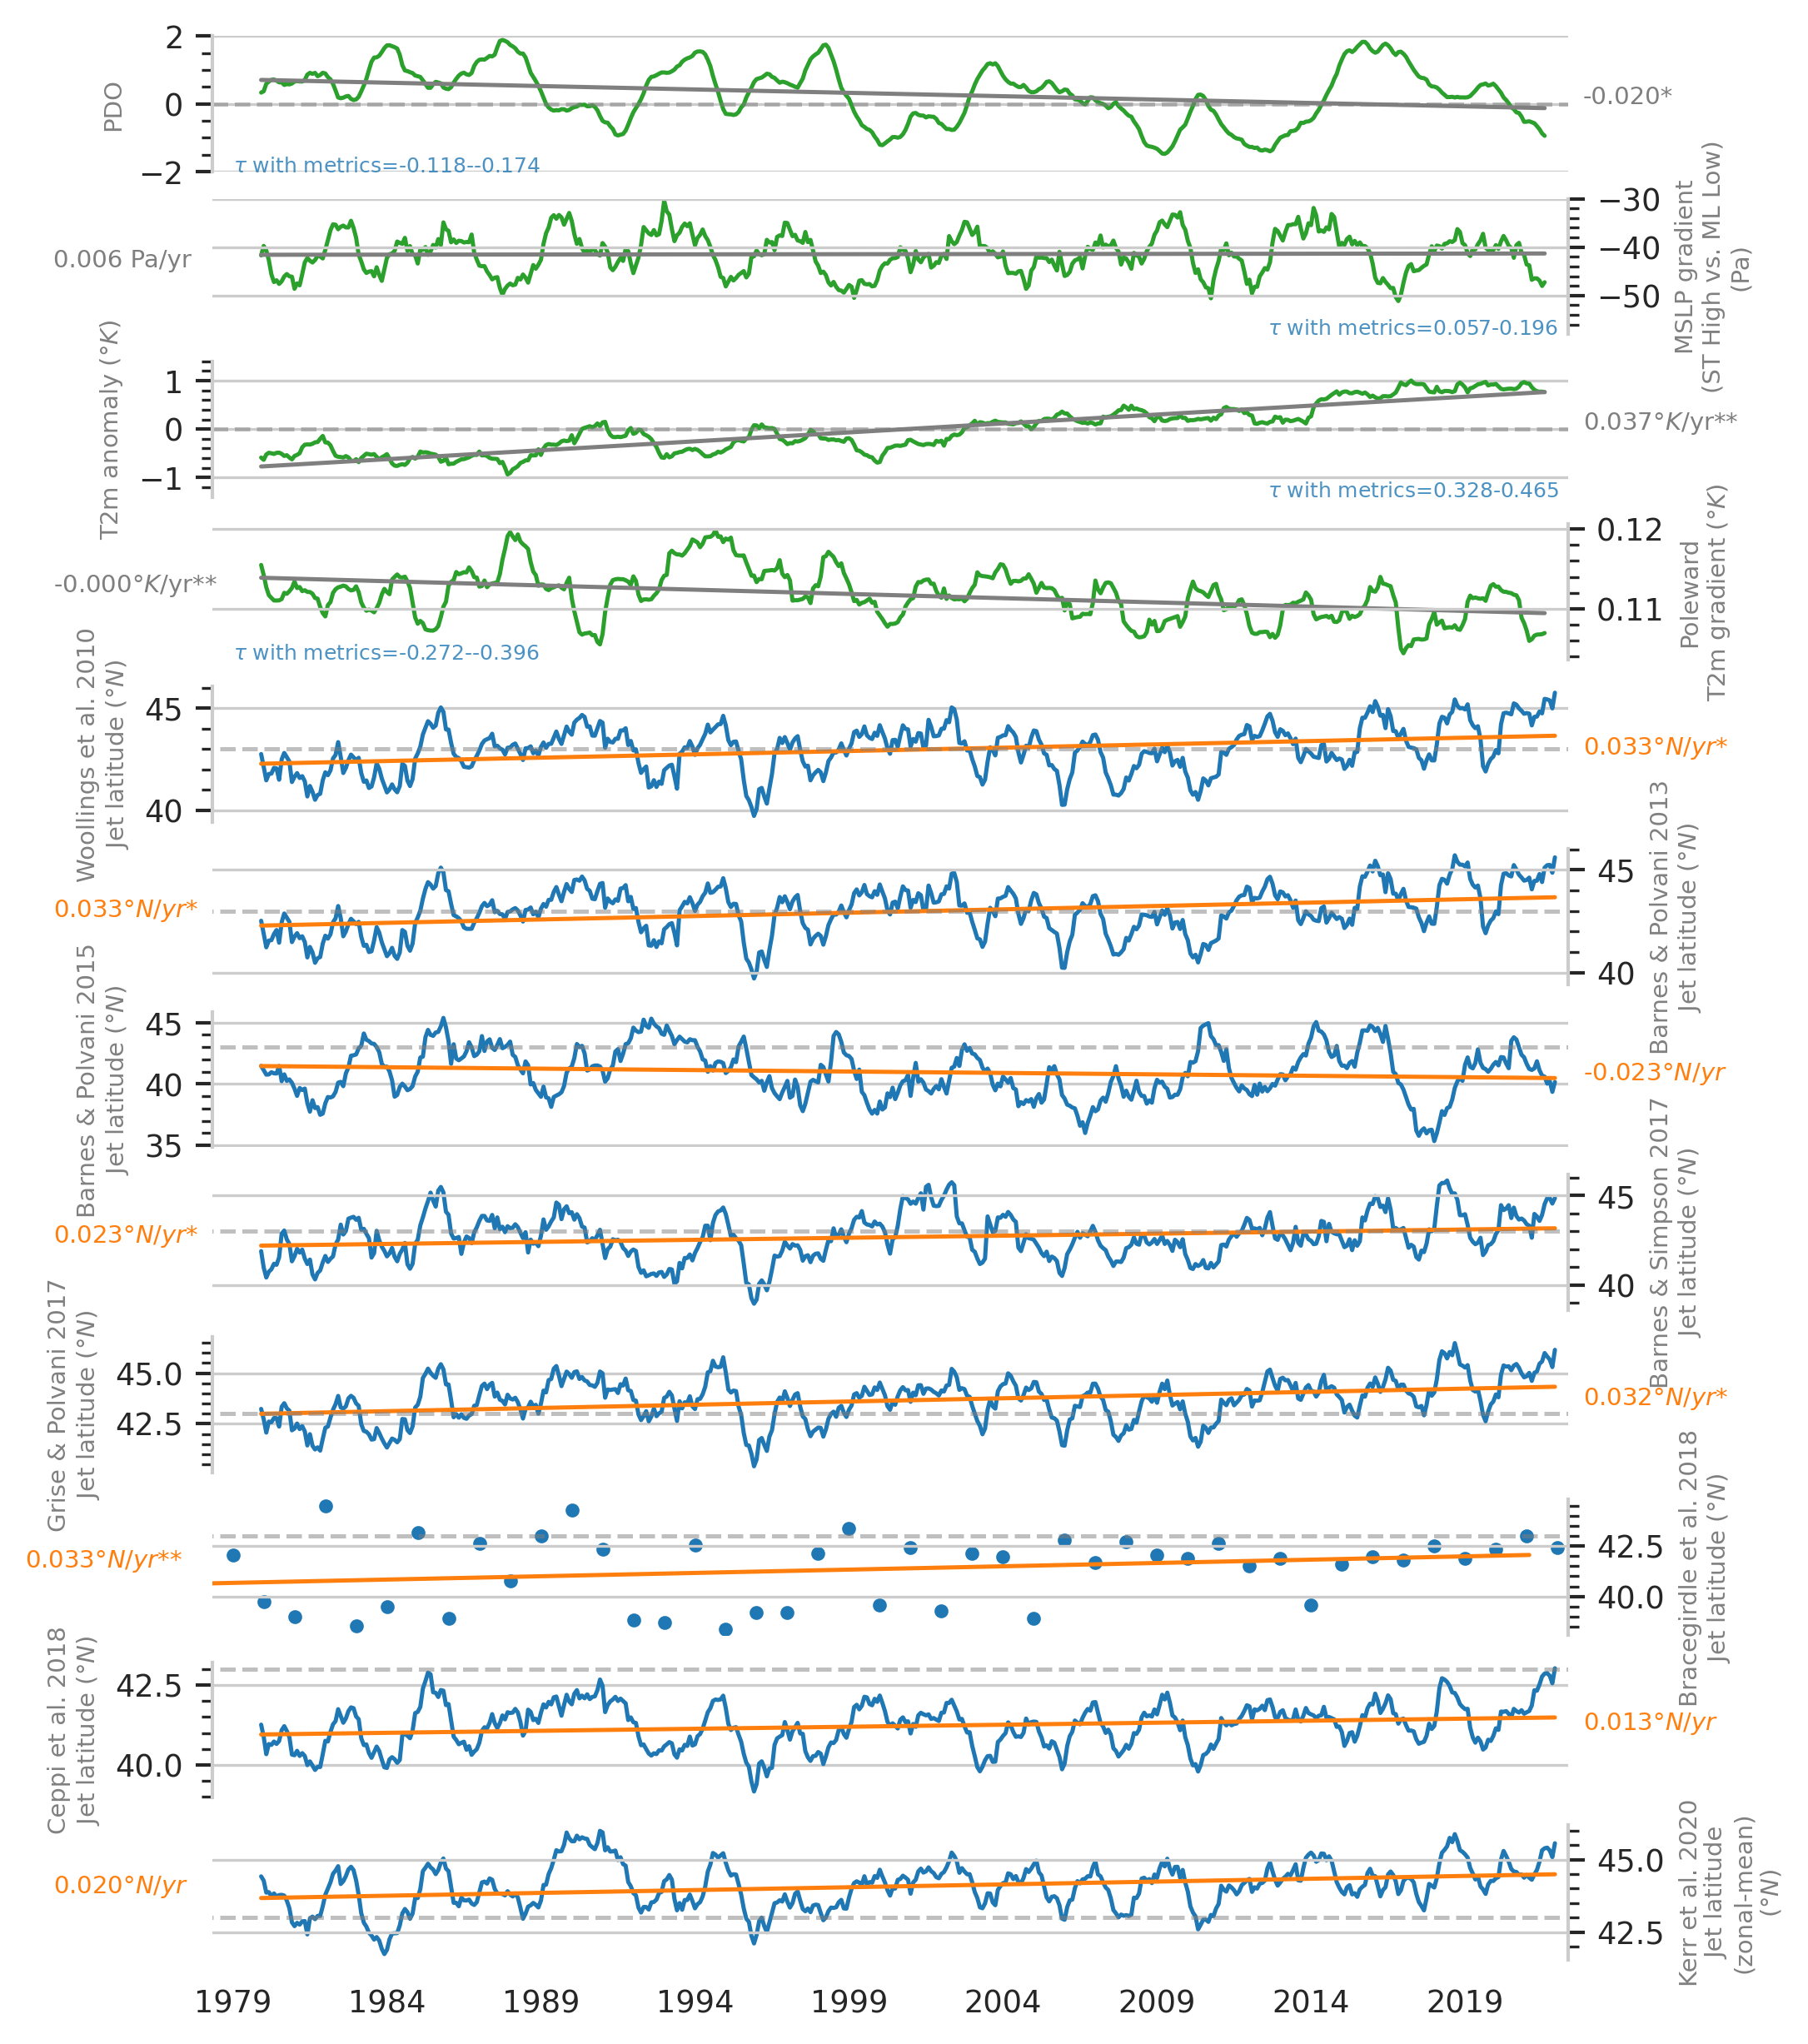 2
0
−2
PDO
-0.020*
τ with metrics=-0.118--0.174
0.006 Pa/yr
−30
−40
−50
MSLP gradient
(ST High vs. ML Low)
(Pa)
τ with metrics=0.057-0.196
T2m anomaly (°K)
1
0
−1
0.037°K/yr**
τ with metrics=0.328-0.465
-0.000°K/yr**
0.12
0.11
Poleward
T2m gradient (°K)
τ with metrics=-0.272--0.396
Woollings et al. 2010
Jet latitude (°N)
45
40
0.033°N/yr*
0.033°N/yr*
45
40
Barnes & Polvani 2013
Jet latitude (°N)
Barnes & Polvani 2015
Jet latitude (°N)
45
40
35
-0.023°N/yr
0.023°N/yr*
45
40
Barnes & Simpson 2017
Jet latitude (°N)
Grise & Polvani 2017
Jet latitude (°N)
45.0
42.5
0.032°N/yr*
0.033°N/yr**
42.5
40.0
Bracegirdle et al. 2018
Jet latitude (°N)
Ceppi et al. 2018
Jet latitude (°N)
42.5
40.0
0.013°N/yr
0.020°N/yr
45.0
42.5
Kerr et al. 2020
Jet latitude
(zonal-mean)
(°N)
1979 1984 1989 1994 1999 2004 2009 2014 2019